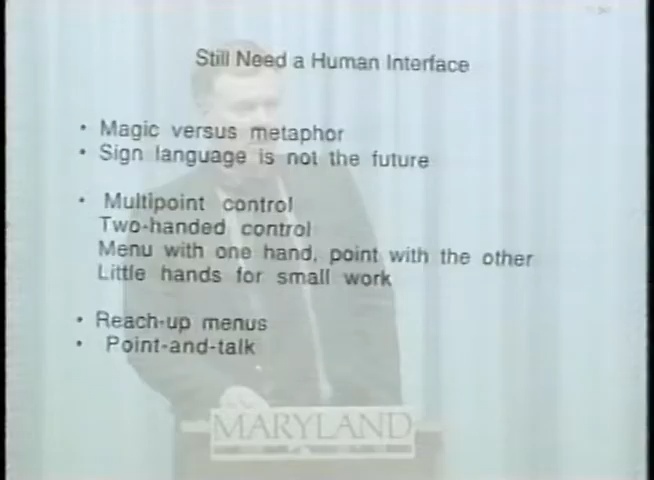 Still Need a Human Interface
• Magic versus metaphor
• Sign language is not the future
• Multipoint control
Two-handed control
Menu with one hand, point with the other
Little hands for small work
• Reach-up menus
• Point-and-talk
MARYLAND